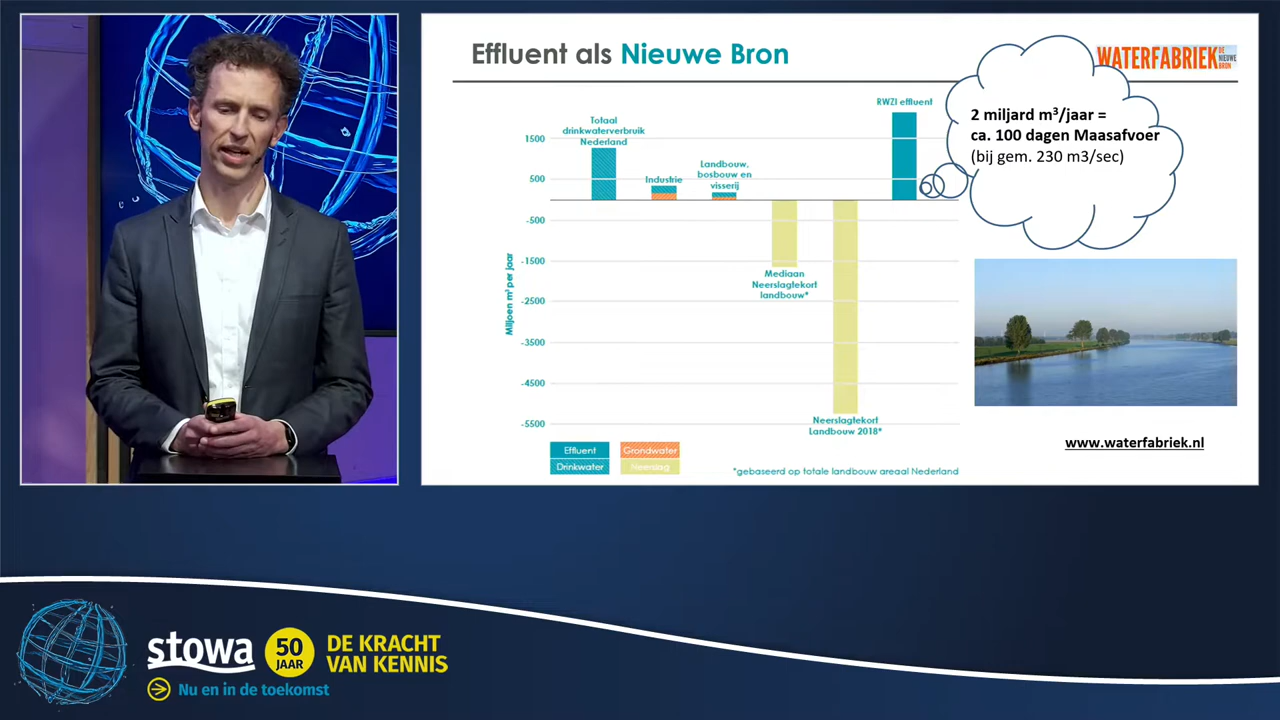 Effluent als Nieuwe Bron
WATERFABRIEK
DE
NIEUWE
BRON
2 miljard m³/jaar =
ca. 100 dagen Maasafvoer
(bij gem. 230 m3/sec)
RWZI effluent
Totaal
drinkwaterverbruik
Nederland
Industrie
Landbouw,
bosbouw en
visserij
1500
500
-500
-1500
-2500
-3500
-4500
-5500
Miljoen m³ per jaar
Mediaan
Neerslagtekort
landbouw*
Neerslagtekort
Landbouw 2018*
Effluent
Grondwater
Drinkwater
Neerslag
*gebaseerd op totale landbouw areaal Nederland
www.waterfabriek.nl
stowa
50
JAAR
DE KRACHT
VAN KENNIS
Nu en in de toekomst